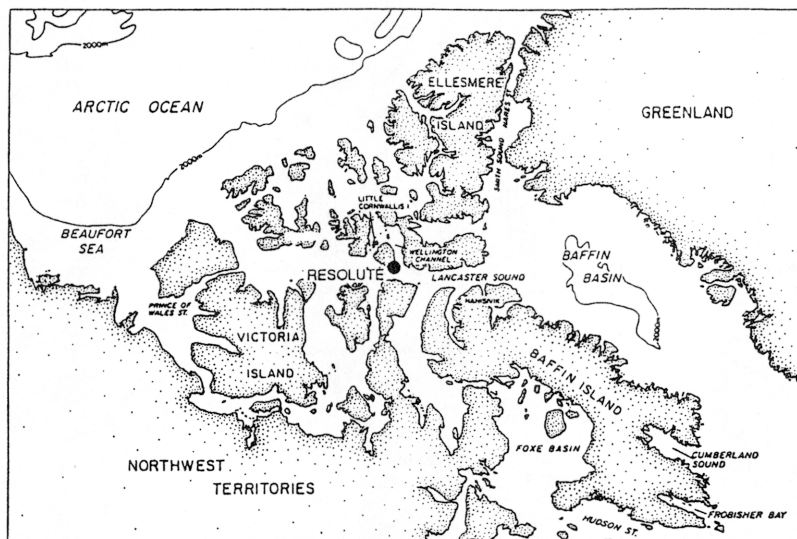 2000m
ARCTIC OCEAN
2000m
ELLESMERE
ISLAND
NARES ST.
SMITH SOUND
GREENLAND
BEAUFORT
SEA
LITTLE
CORNWALLIS I
WELLINGTON
CHANNEL
RESOLUTE
LANCASTER SOUND
BAFFIN
BASIN
2000m
PRINCE OF
WALES ST.
NANISIVIK
VICTORIA
ISLAND
BAFFIN ISLAND
FOXE BASIN
NORTHWEST
TERRITORIES
CUMBERLAND
SOUND
FROBISHER BAY
HUDSON ST.